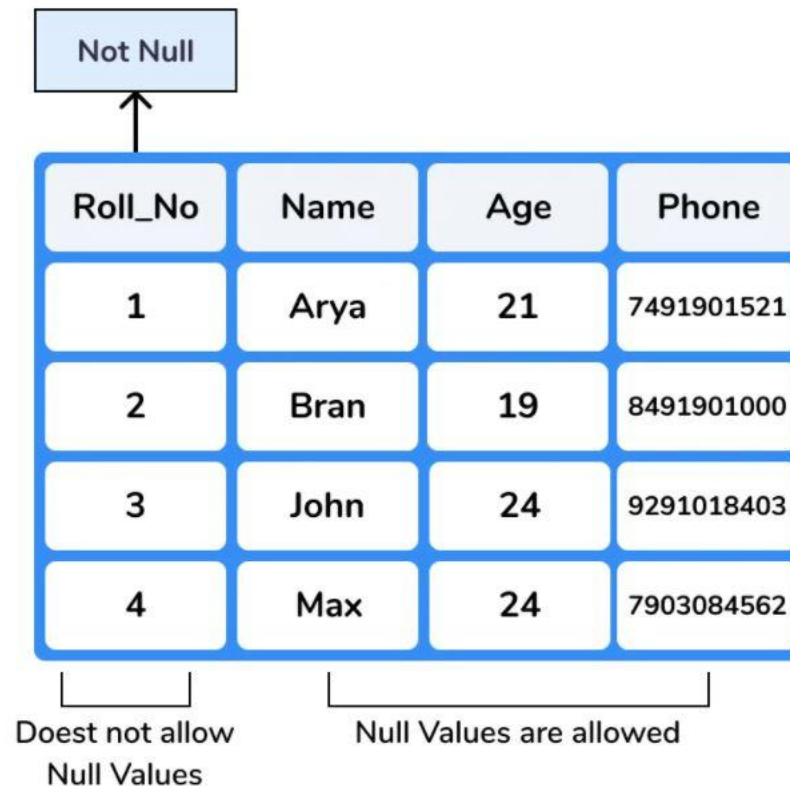 Not Null
Roll_No Name Age Phone
1 Arya 21 7491901521
2 Bran 19 8491901000
3 John 24 9291018403
4 Max 24 7903084562
Doest not allow Null Values are allowed
Null Values